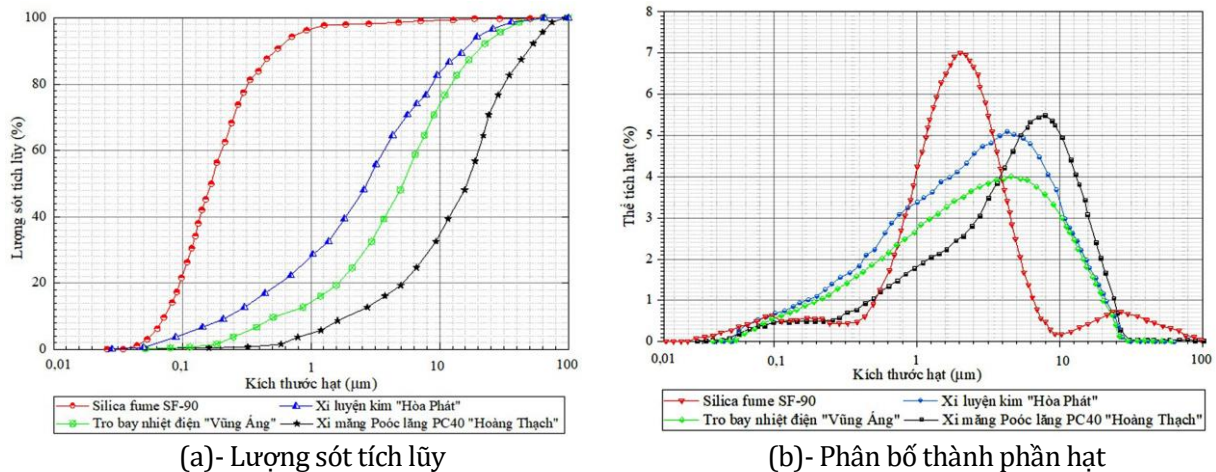 100
80
60
40
20
0
Lượng sót tích lũy (%)
0,01
0,1
1
10
100
Kích thước hạt (µm)
Silica fume SF-90
Xỉ luyện kim "Hòa Phát"
Tro bay nhiệt điện "Vũng Áng"
Xi măng Poóc lăng PC40 "Hoàng Thạch"
(a)- Lượng sót tích lũy
8
7
6
5
4
3
2
1
0
Thể tích hạt (%)
0,01
0,1
1
10
100
Kích thước hạt (µm)
Silica fume SF-90
Xỉ luyện kim "Hòa Phát"
Tro bay nhiệt điện "Vũng Áng"
Xi măng Poóc lăng PC40 "Hoàng Thạch"
(b)- Phân bố thành phần hạt